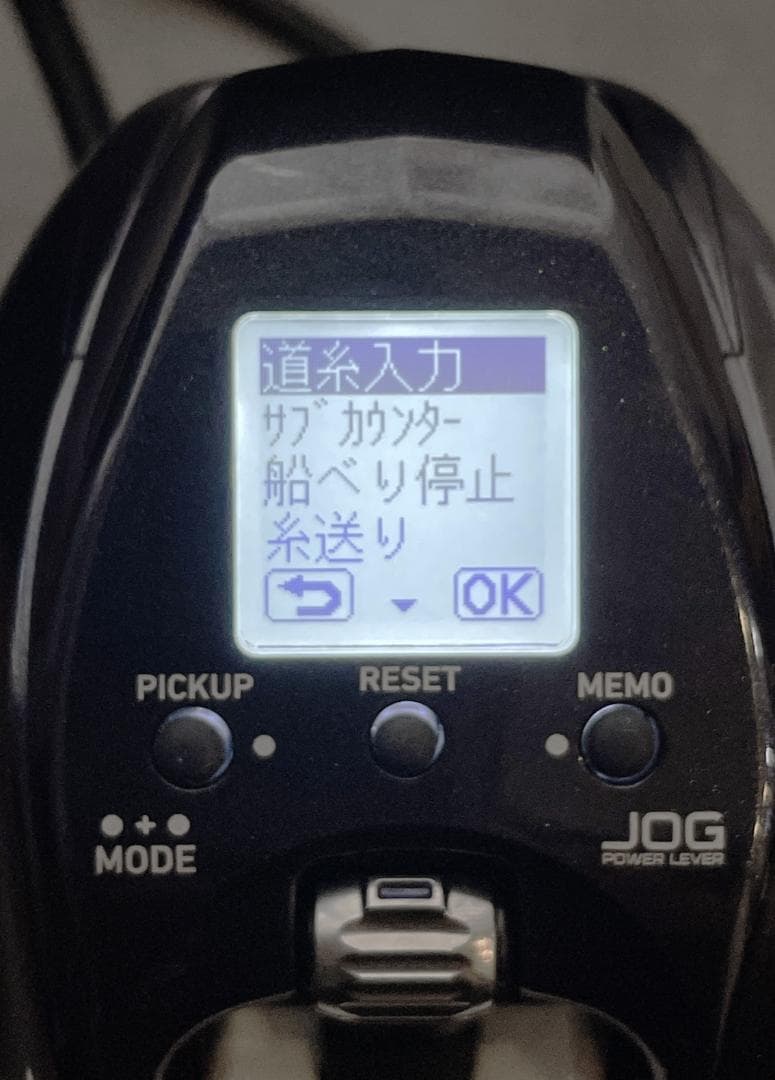 道糸入力
ｻﾌﾞｶｳﾝﾀｰ
船べり停止
糸送り
OK
PICKUP RESET MEMO
●+●
MODE
JOG
POWER LEVER